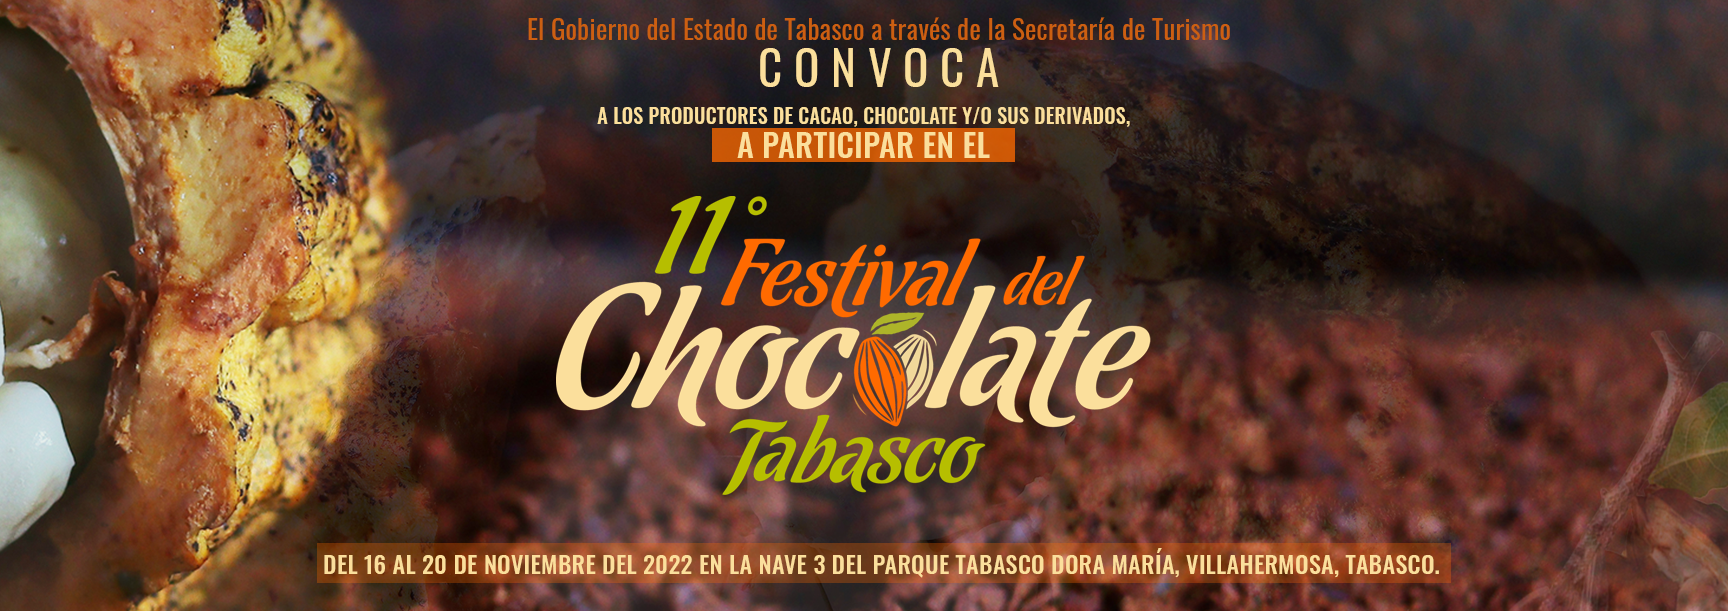 El Gobierno del Estado de Tabasco a través de la Secretaría de Turismo
CONVOCA
A LOS PRODUCTORES DE CACAO, CHOCOLATE Y/O SUS DERIVADOS,
A PARTICIPAR EN EL
11° Festival del
Chocolate
Tabasco
DEL 16 AL 20 DE NOVIEMBRE DEL 2022 EN LA NAVE 3 DEL PARQUE TABASCO DORA MARÍA, VILLAHERMOSA, TABASCO.